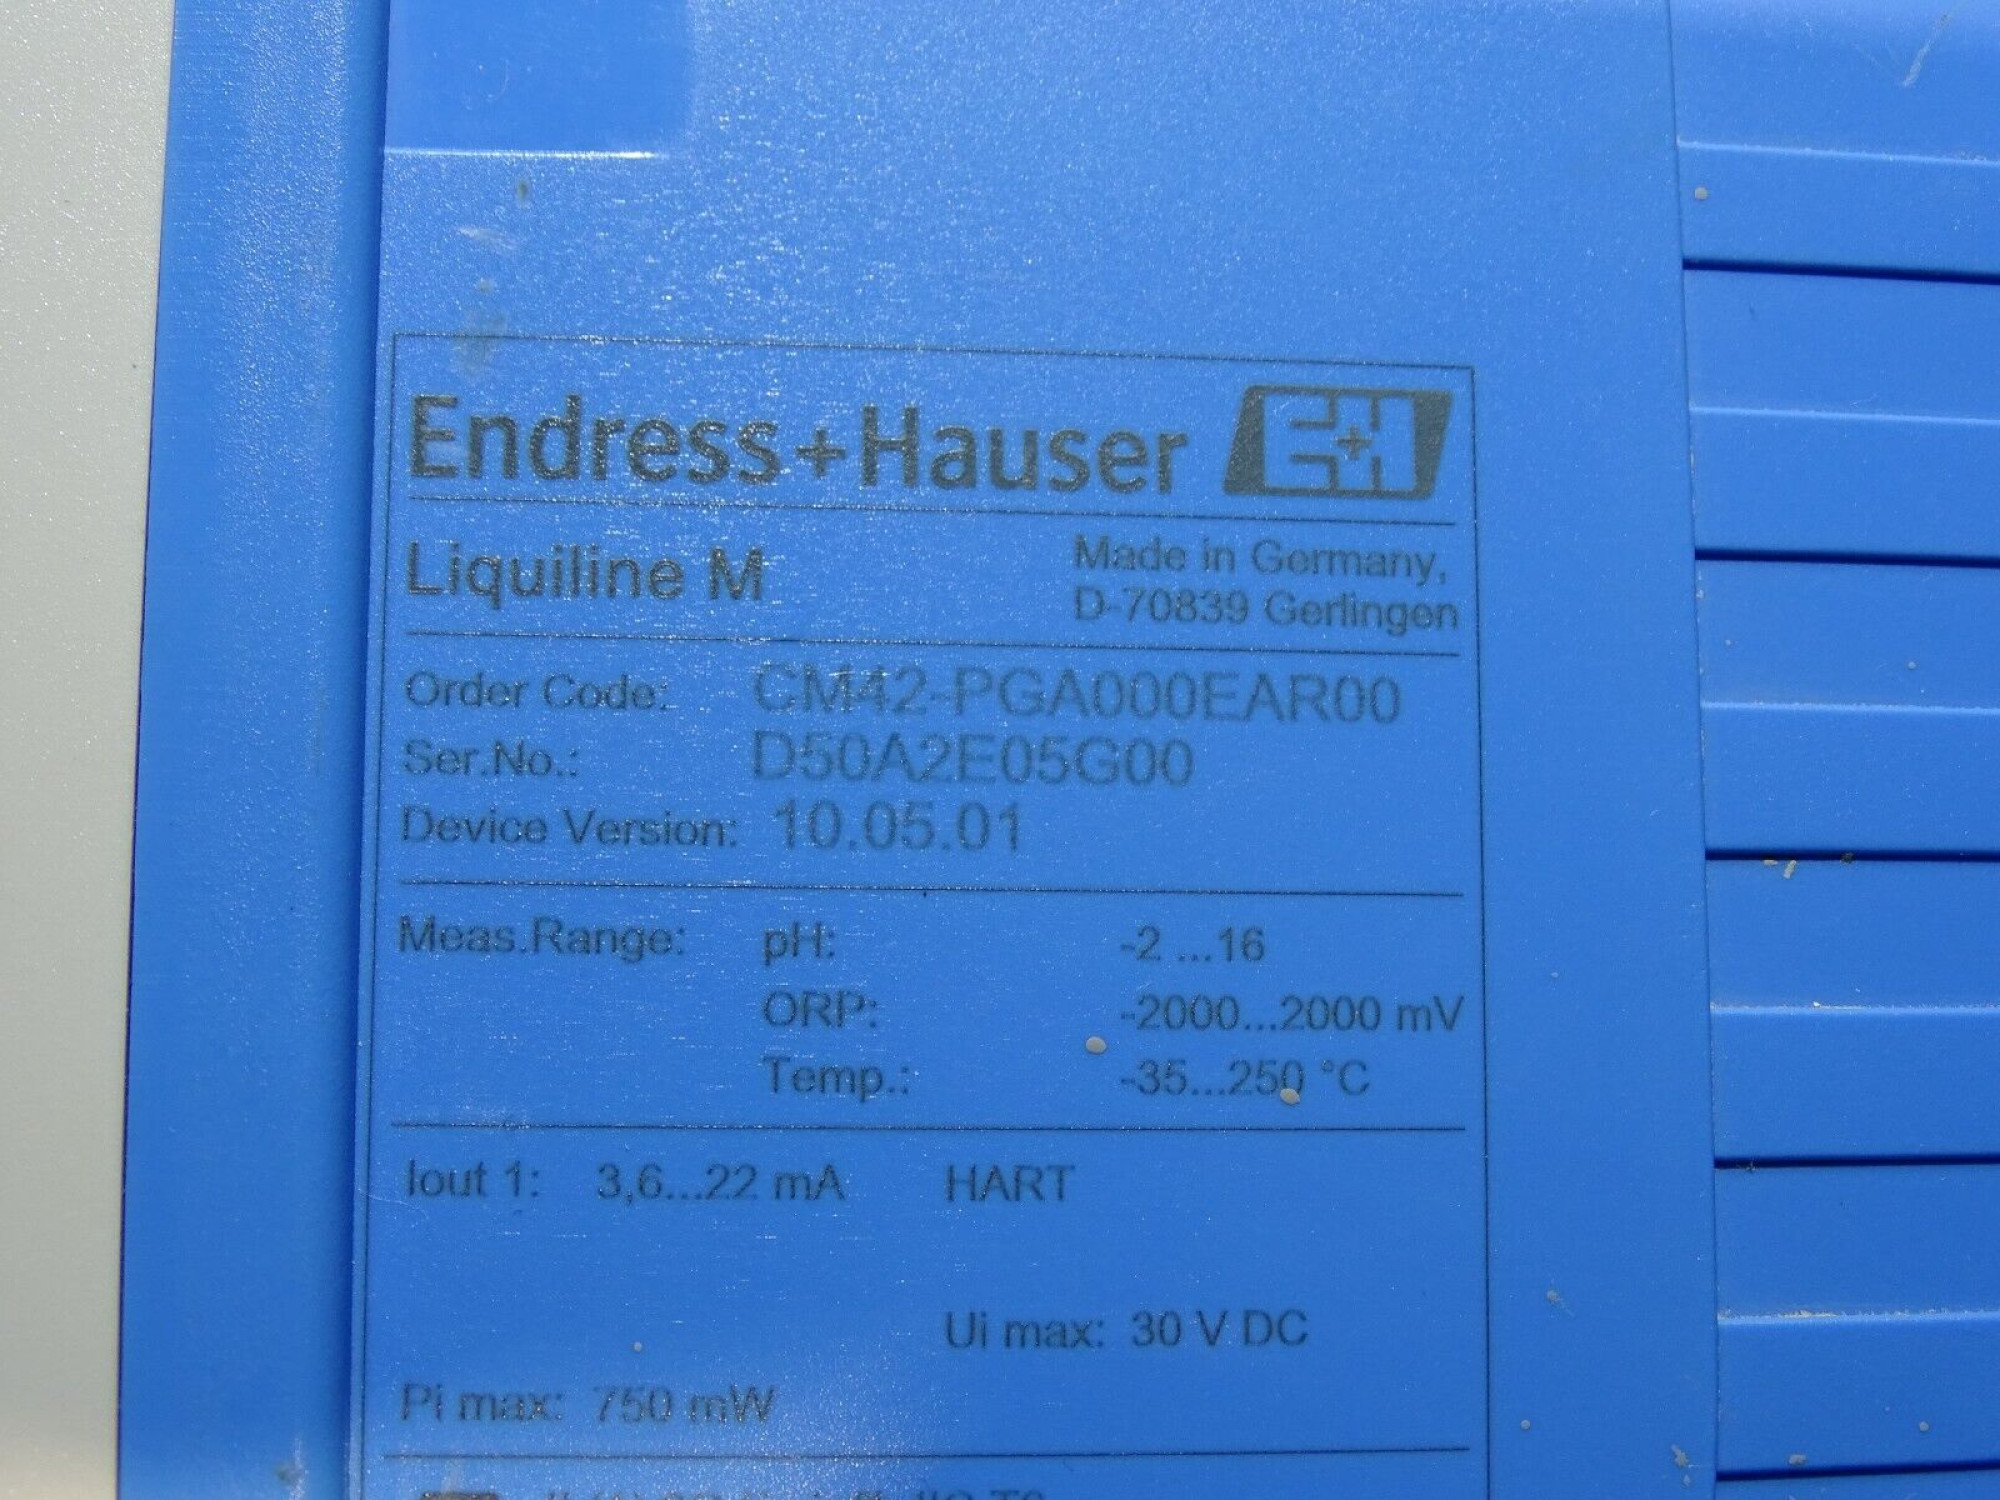 Endress+Hauser E+H
Liquiline M
Made in Germany,
D-70839 Gerlingen
Order Code: CM42-PGA000EAR00
Ser.No.: D50A2E05G00
Device Version: 10.05.01
Meas.Range: pH: -2 ...16
ORP: -2000...2000 mV
Temp.: -35...250 °C
Iout 1: 3,6...22 mA HART
Ui max: 30 V DC
Pi max: 750 mW